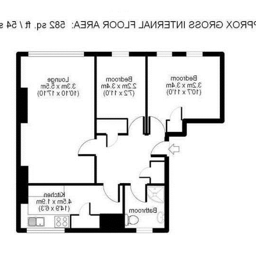 PPROX GROSS INTERNAL FLOOR AREA: 582 sq. ft / 54 s
Lounge
3.3m x 5.5m
(10'10 x 17'10)
Bedroom
2.2m x 3.4m
(7'2 x 11'0)
Bedroom
3.2m x 3.4m
(10'7 x 11'0)
Kitchen
4.5m x 1.9m
(14'9 x 6'3)
Bathroom